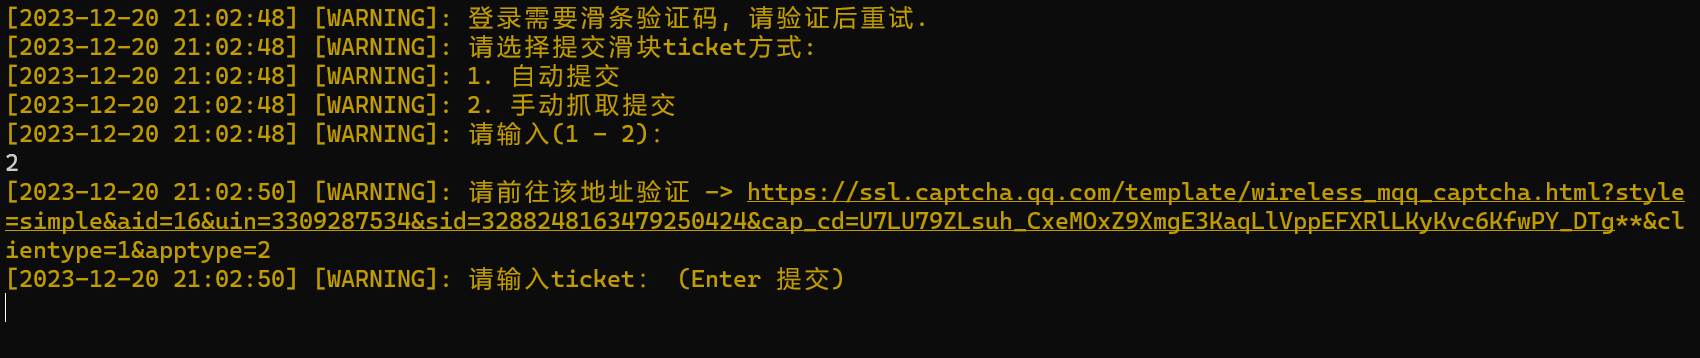 [2023-12-20 21:02:48] [WARNING]: 登录需要滑条验证码, 请验证后重试.
[2023-12-20 21:02:48] [WARNING]: 请选择提交滑块ticket方式:
[2023-12-20 21:02:48] [WARNING]: 1. 自动提交
[2023-12-20 21:02:48] [WARNING]: 2. 手动抓取提交
[2023-12-20 21:02:48] [WARNING]: 请输入(1 - 2):
2
[2023-12-20 21:02:50] [WARNING]: 请前往该地址验证 -> https://ssl.captcha.qq.com/template/wireless_mqq_captcha.html?style
=simple&aid=16&uin=3309287534&sid=3288248163479250424&cap_cd=U7LU79ZLsuh_CxeMOxZ9XmgE3KaqLlVppEFXRlLKyKvc6KfwPY_DTg**&cl
ientype=1&apptype=2
[2023-12-20 21:02:50] [WARNING]: 请输入ticket: (Enter 提交)